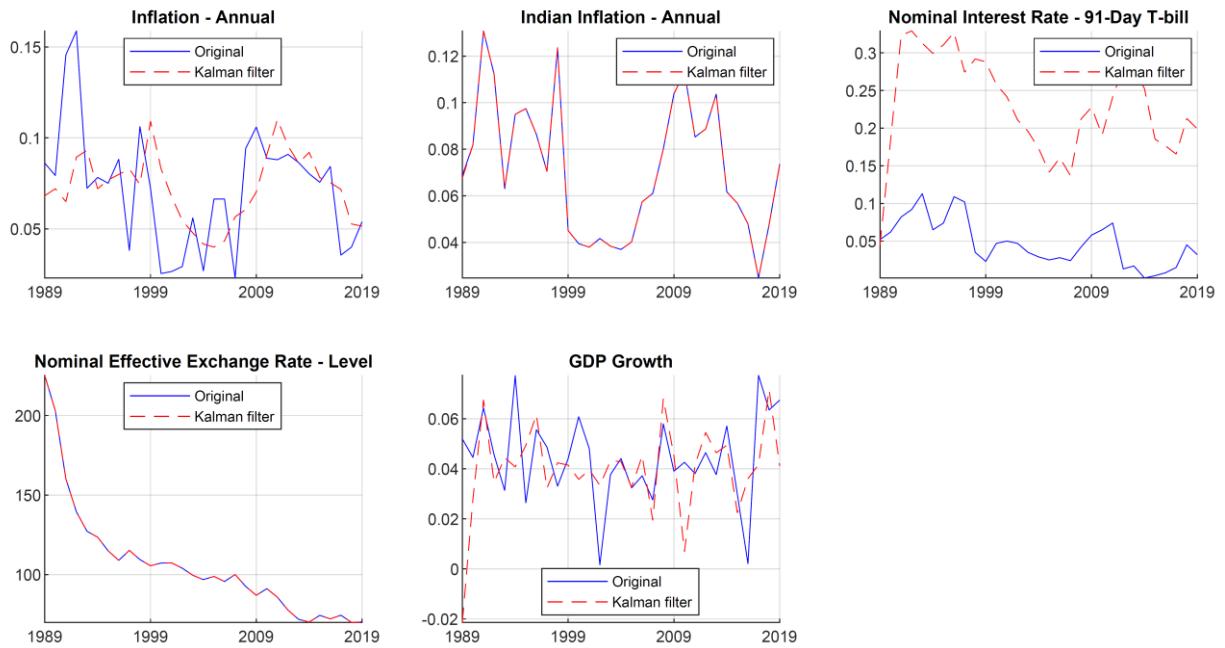 Inflation - Annual
0.15
0.1
0.05
1989
1999
2009
2019
Original
Kalman filter
Indian Inflation - Annual
0.12
0.1
0.08
0.06
0.04
1989
1999
2009
2019
Original
Kalman filter
Nominal Interest Rate - 91-Day T-bill
0.3
0.25
0.2
0.15
0.1
0.05
1989
1999
2009
2019
Original
Kalman filter
Nominal Effective Exchange Rate - Level
200
150
100
1989
1999
2009
2019
Original
Kalman filter
GDP Growth
0.06
0.04
0.02
0
-0.02
1989
1999
2009
2019
Original
Kalman filter